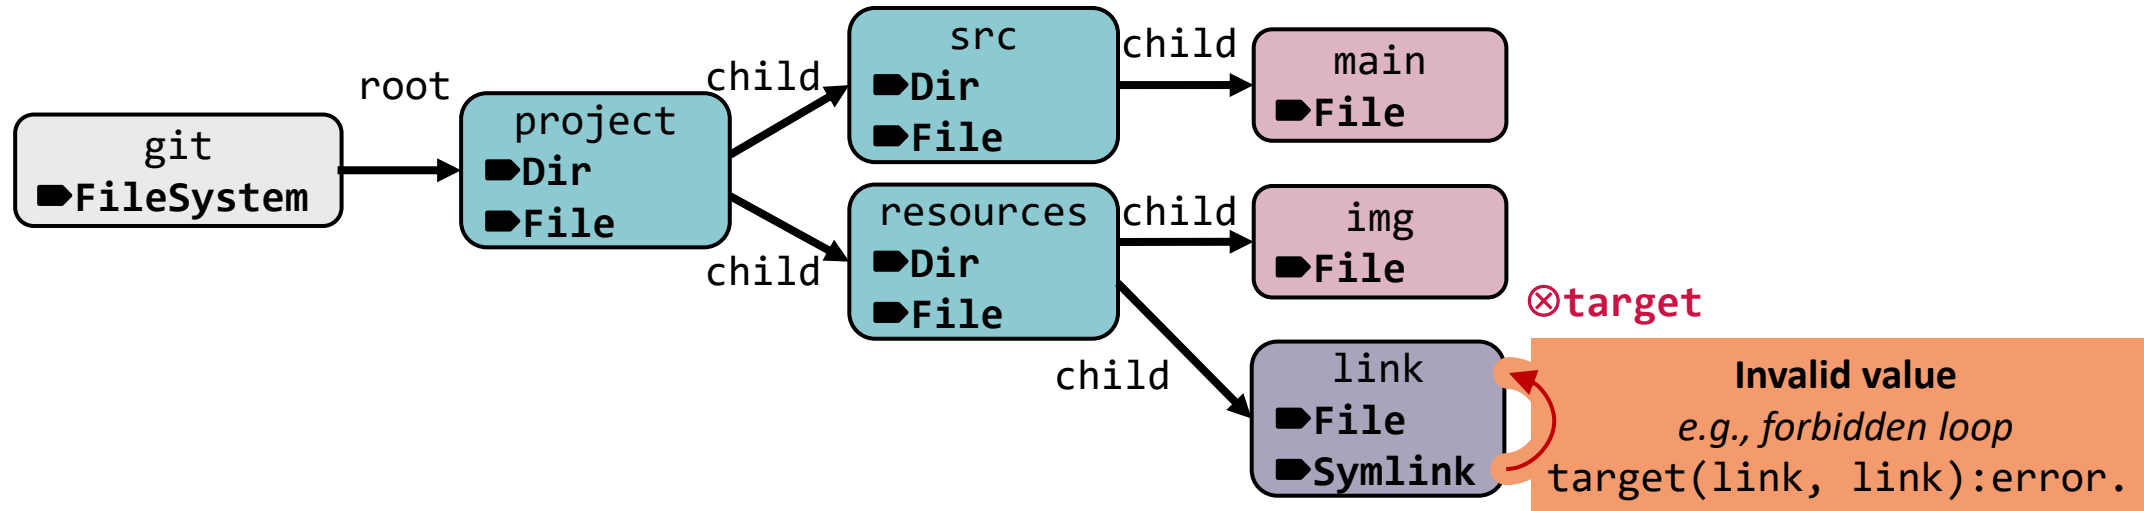 git
FileSystem
root
project
Dir
File
child
child
src
Dir
File
resources
Dir
File
child
child
child
main
File
img
File
link
File
Symlink
⊗target
Invalid value
e.g., forbidden loop
target(link, link):error.